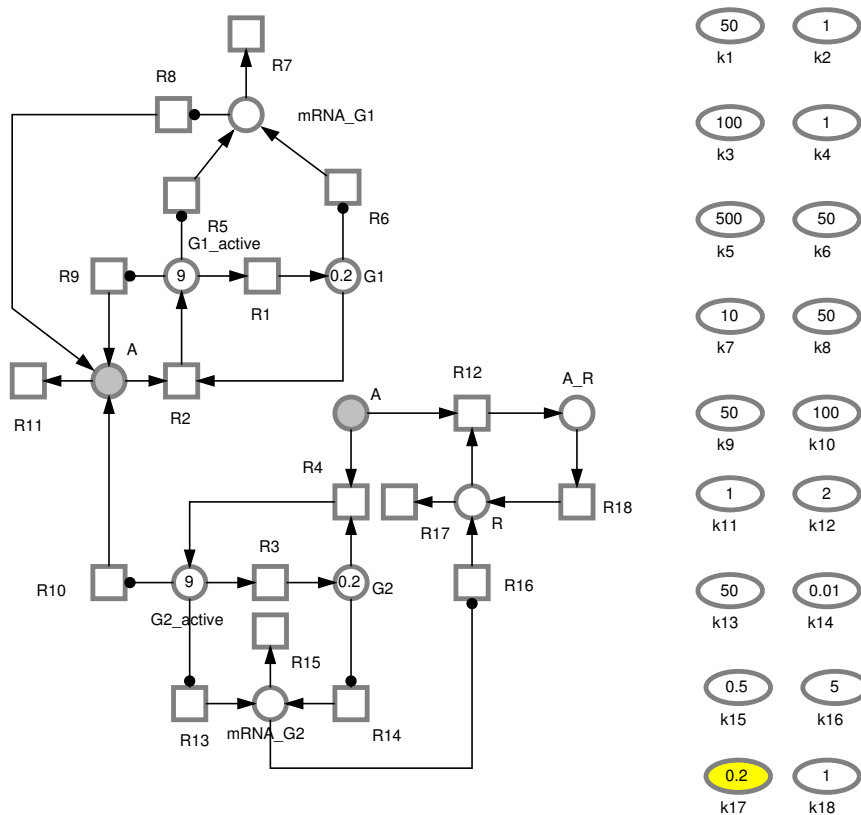 R7
R8
mRNA_G1
R5
R6
G1_active
R9
9
0.2
G1
R1
A
R11
R2
A
R12
A_R
R4
R17
R
R18
R3
R10
9
0.2
G2
R16
G2_active
R15
R13
mRNA_G2
R14
50
1
k1
k2
100
1
k3
k4
500
50
k5
k6
10
50
k7
k8
50
100
k9
k10
1
2
k11
k12
50
0.01
k13
k14
0.5
5
k15
k16
0.2
1
k17
k18